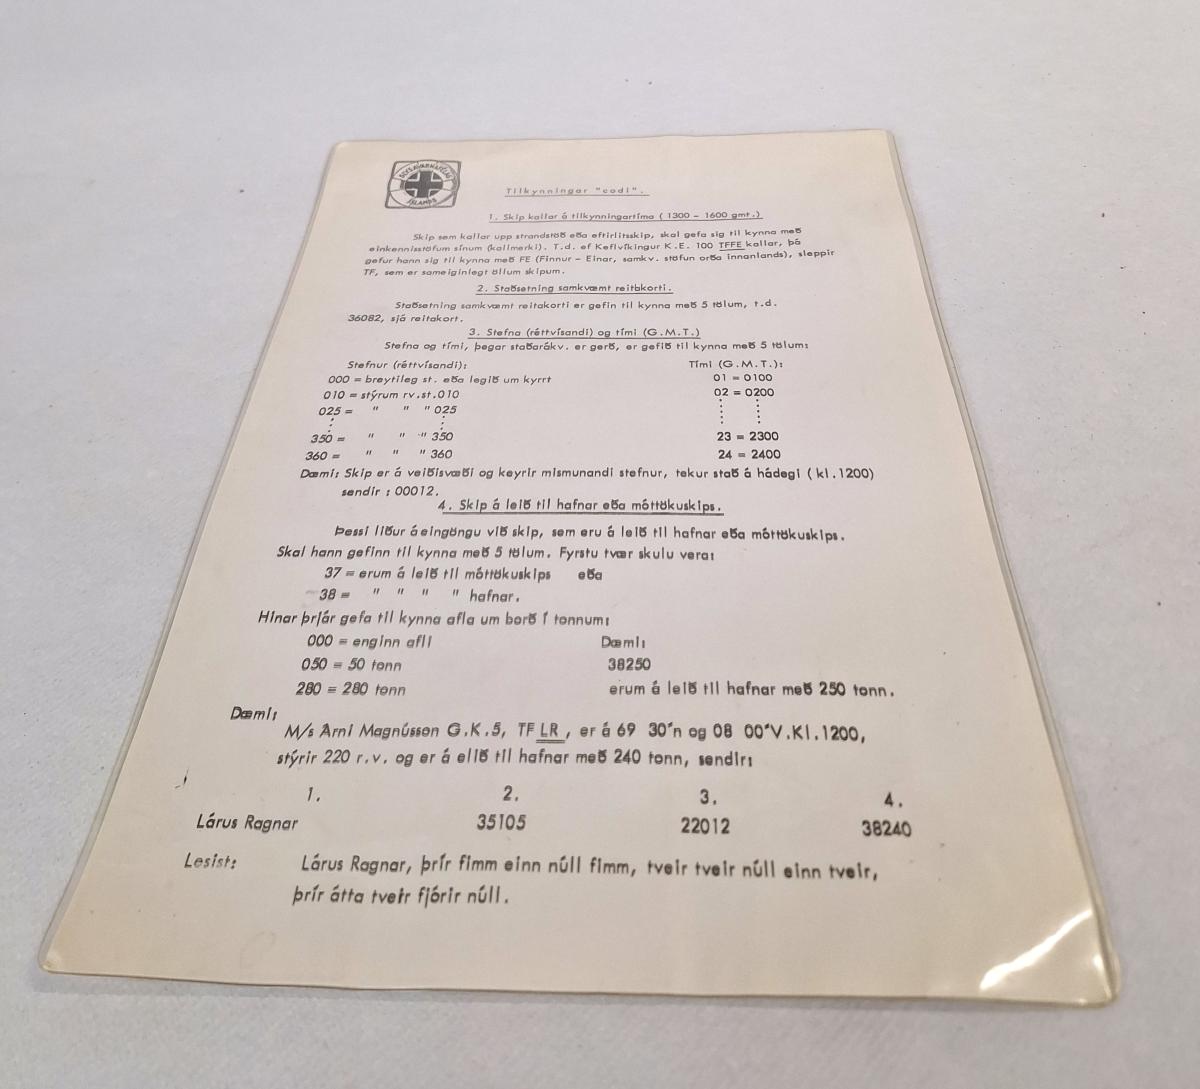 SLYSAVARNAFÉLAG
ÍSLANDS
Tilkynningar "codi".
1. Skip kallar á tilkynningartíma ( 1300 - 1600 gmt.)
Skip sem kallar upp strandstöð eða eftirlitsskip, skal gefa sig til kynna með
einkennisstöfum sínum (kallmerki). T.d. ef Keflvíkingur K.E. 100 TFFE kallar, þá
gefur hann sig til kynna með FE (Finnur - Einar, samkv. stöfun orða innanlands), sleppir
TF, sem er sameiginlegt öllum skipum.
2. Staðsetning samkvæmt reitakorti.
Staðsetning samkvæmt reitakorti er gefin til kynna með 5 tölum, t.d.
36082, sjá reitakort.
3. Stefna (réttvísandi) og tími (G.M.T.)
Stefna og tími, þegar staðarákv. er gerð, er gefið til kynna með 5 tölum:
Stefnur (réttvísandi): Tími (G.M.T.):
000 = breytileg st. eða legið um kyrrt 01 = 0100
010 = stýrum rv.st.010 02 = 0200
025 = " " " 025
350 = " " " 350 23 = 2300
360 = " " " 360 24 = 2400
Dæmi: Skip er á veiðisvæði og keyrir mismunandi stefnur, tekur stað á hádegi ( kl.1200)
sendir : 00012.
4. Skip á leið til hafnar eða móttökuskips.
Þessi liður á eingöngu við skip, sem eru á leið til hafnar eða móttökuskips.
Skal hann gefinn til kynna með 5 tölum. Fyrstu tvær skulu vera:
37 = erum á leið til móttökuskips eða
38 = " " " " hafnar.
Hinar þrjár gefa til kynna afla um borð í tonnum:
000 = enginn afli Dæmi:
050 = 50 tonn 38250
280 = 280 tonn erum á leið til hafnar með 250 tonn.
Dæmi:
M/s Arni Magnússon G.K.5, TF LR , er á 69 30'n og 08 00'V.Kl.1200,
stýrir 220 r.v. og er á elið til hafnar með 240 tonn, sendir:
1. 2. 3. 4.
Lárus Ragnar 35105 22012 38240
Lesist: Lárus Ragnar, þrír fimm einn núll fimm, tveir tveir núll einn tveir,
þrír átta tveir fjórir núll.